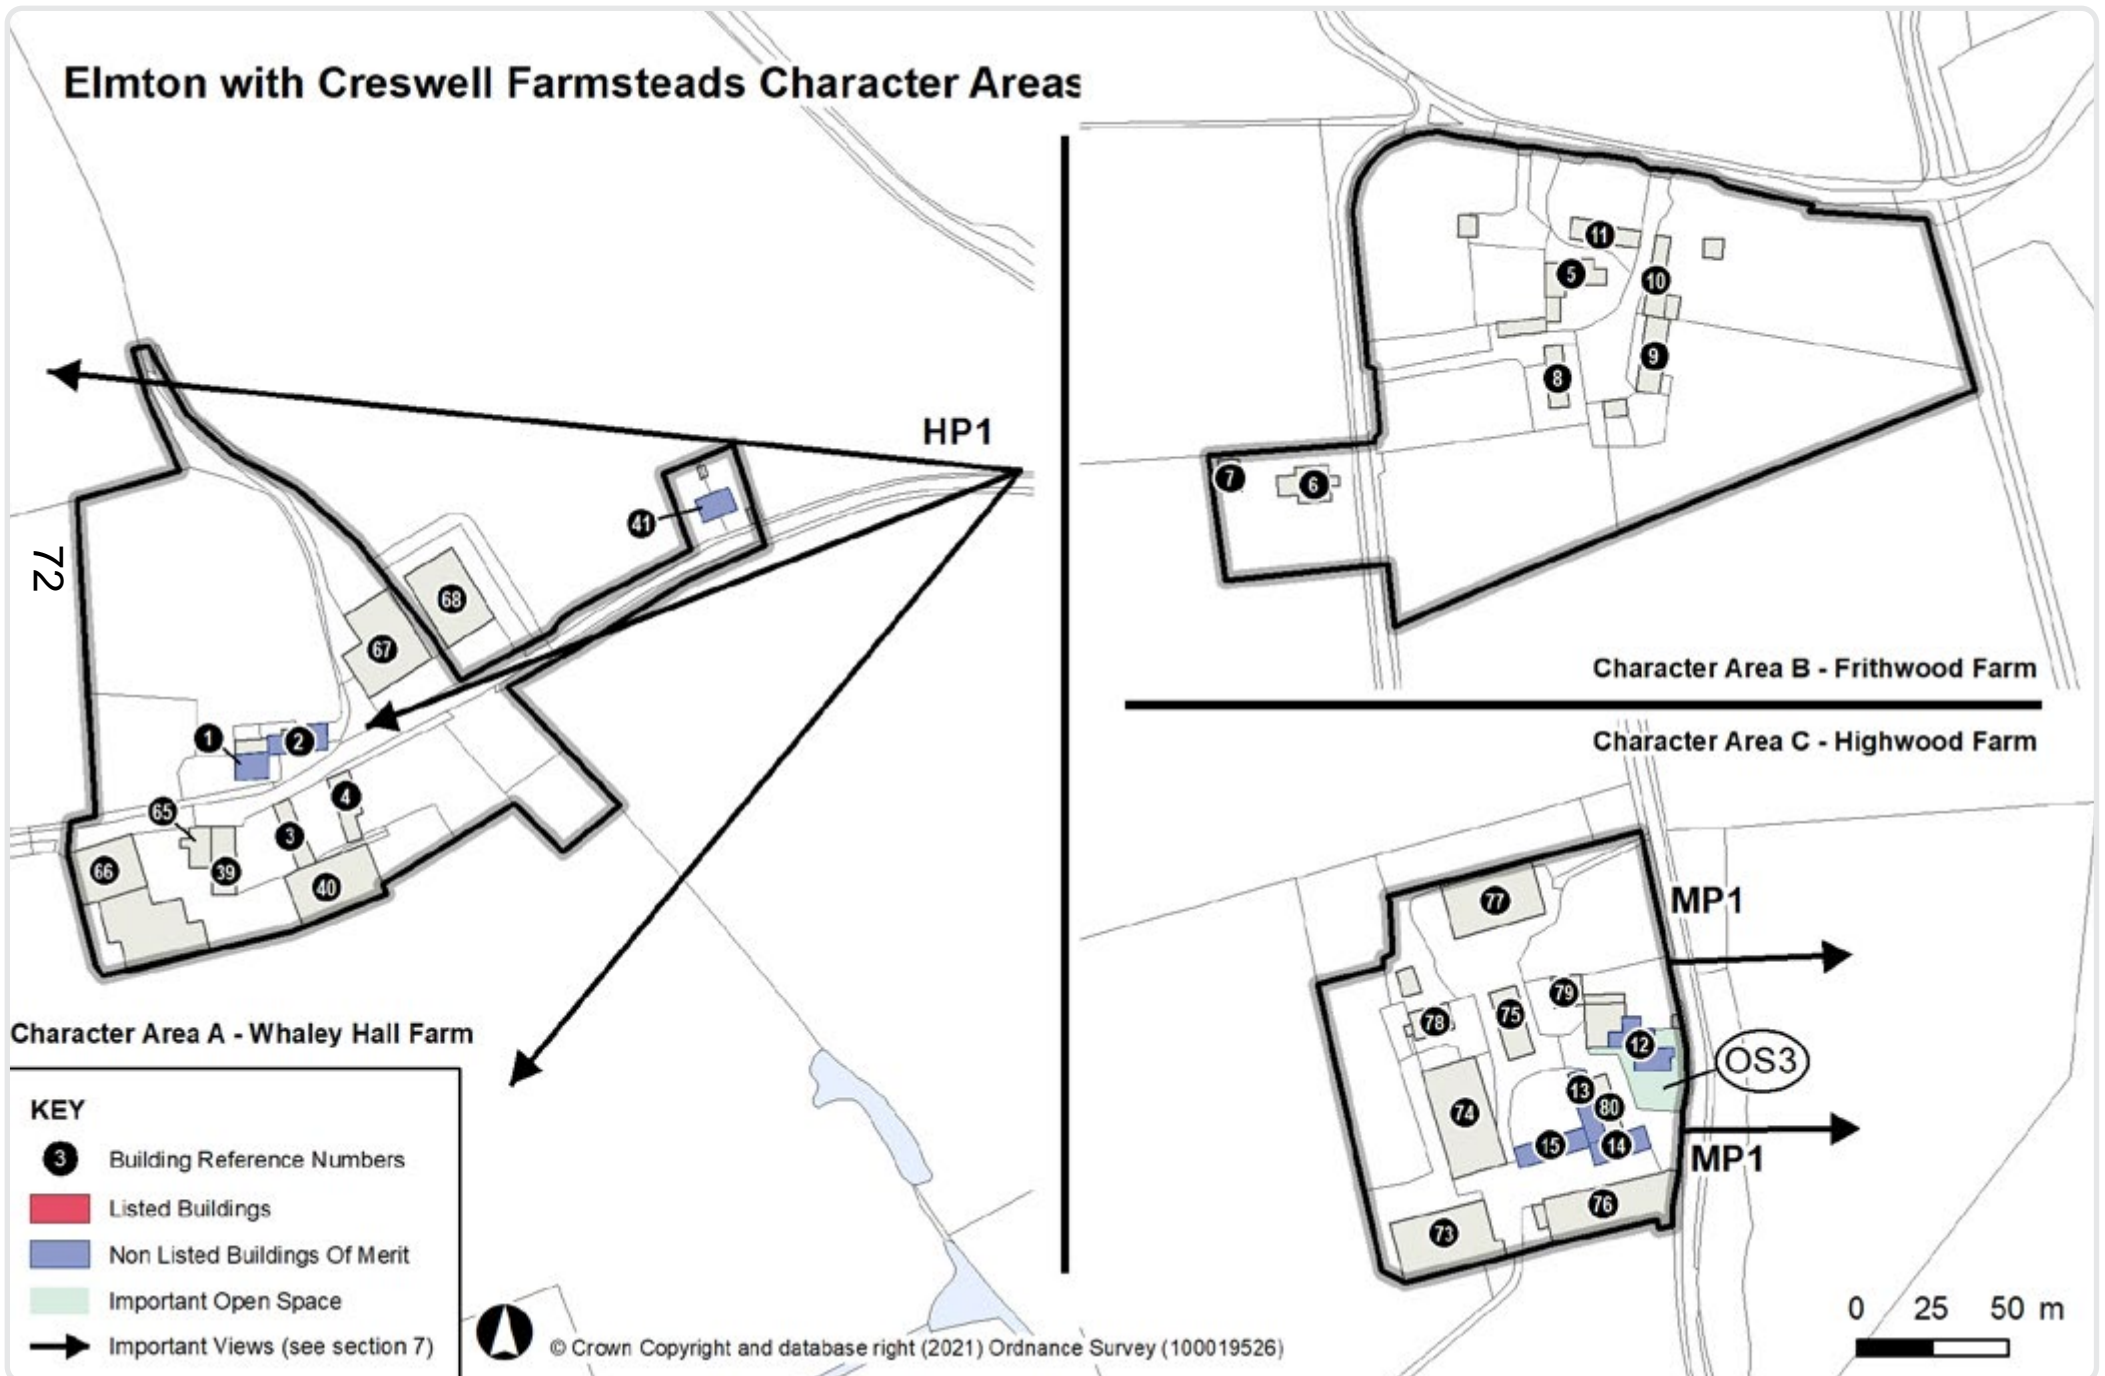 Elmton with Creswell Farmsteads Character Areas
HP1
41
72
68
67
1
2
65
4
3
66
39
40
Character Area A - Whaley Hall Farm
KEY
3 Building Reference Numbers
Listed Buildings
Non Listed Buildings Of Merit
Important Open Space
Important Views (see section 7)
© Crown Copyright and database right (2021) Ordnance Survey (100019526)
11
5
10
9
8
7
6
Character Area B - Frithwood Farm
Character Area C - Highwood Farm
77
MP1
79
75
78
12
OS3
13
80
74
15
14
MP1
76
73
0 25 50 m